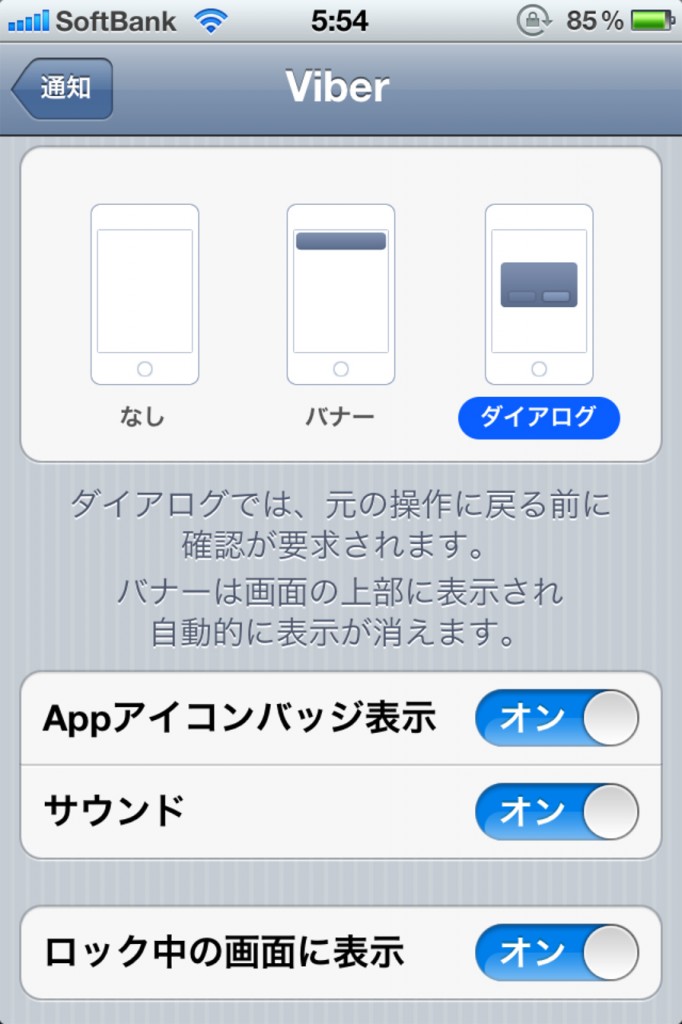 SoftBank 5:54 85%
通知 Viber
なし バナー ダイアログ
ダイアログでは、元の操作に戻る前に
確認が要求されます。
バナーは画面の上部に表示され
自動的に表示が消えます。
Appアイコンバッジ表示 オン
サウンド オン
ロック中の画面に表示 オン